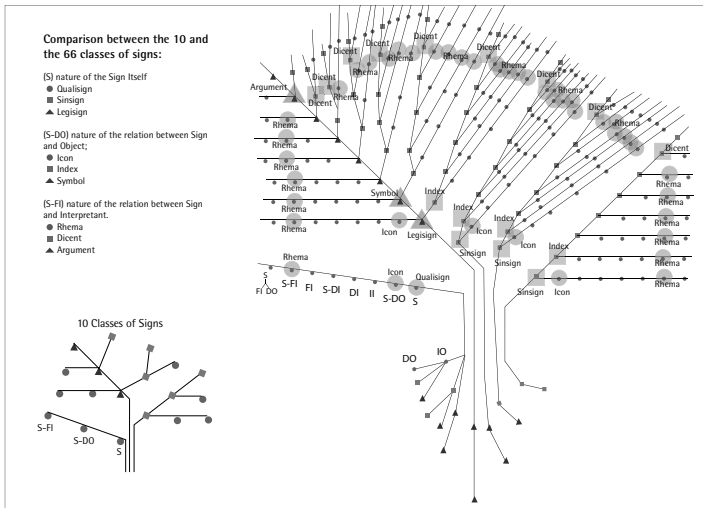 Comparison between the 10 and
the 66 classes of signs:
(S) nature of the Sign Itself
Qualisign
Sinsign
Legisign
(S-DO) nature of the relation between Sign
and Object;
Icon
Index
Symbol
(S-FI) nature of the relation between Sign
and Interpretant.
Rhema
Dicent
Argument
Dicent
Dicent
Dicent
Dicent
Rhema
Rhema
Rhema
Argument
Dicent
Dicent
Rhema
Dicent
Rhema
Dicent
Rhema
Rhema
Rhema
Rhema
Rhema
Rhema
Rhema
Dicent
Rhema
Rhema
Rhema
Rhema
Rhema
Rhema
Symbol
Index
Index
Index
Icon
Legisign
Icon
Icon
Sinsign
Sinsign
Index
Sinsign
Icon
Rhema
Icon
Qualisign
S
FI DO
S-FI
FI
S-DI
DI
II
S-DO
S
DO
IO
10 Classes of Signs
S-FI
S-DO
S